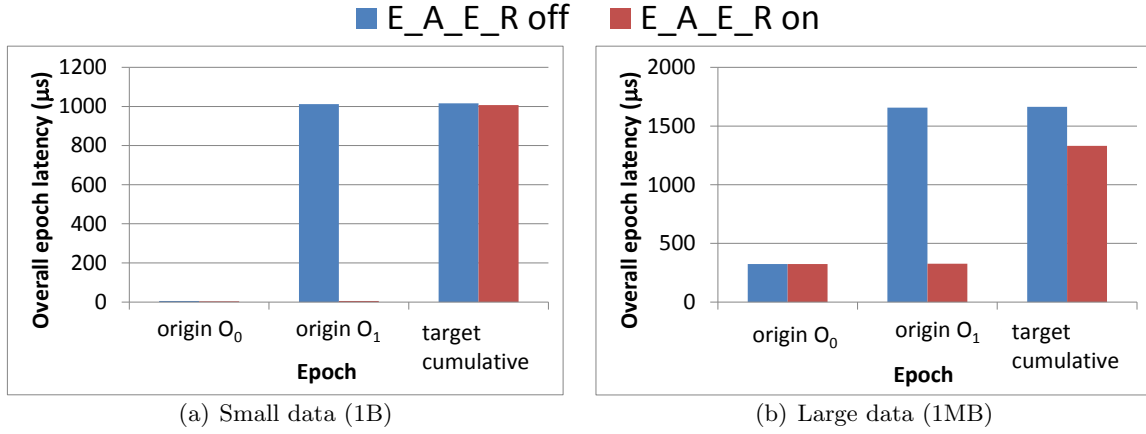 E_A_E_R off E_A_E_R on
Overall epoch latency (µs)
1200
1000
800
600
400
200
0
origin O₀
origin O₁
target
cumulative
Epoch
(a) Small data (1B)
Overall epoch latency (µs)
2000
1500
1000
500
0
origin O₀
origin O₁
target
cumulative
Epoch
(b) Large data (1MB)